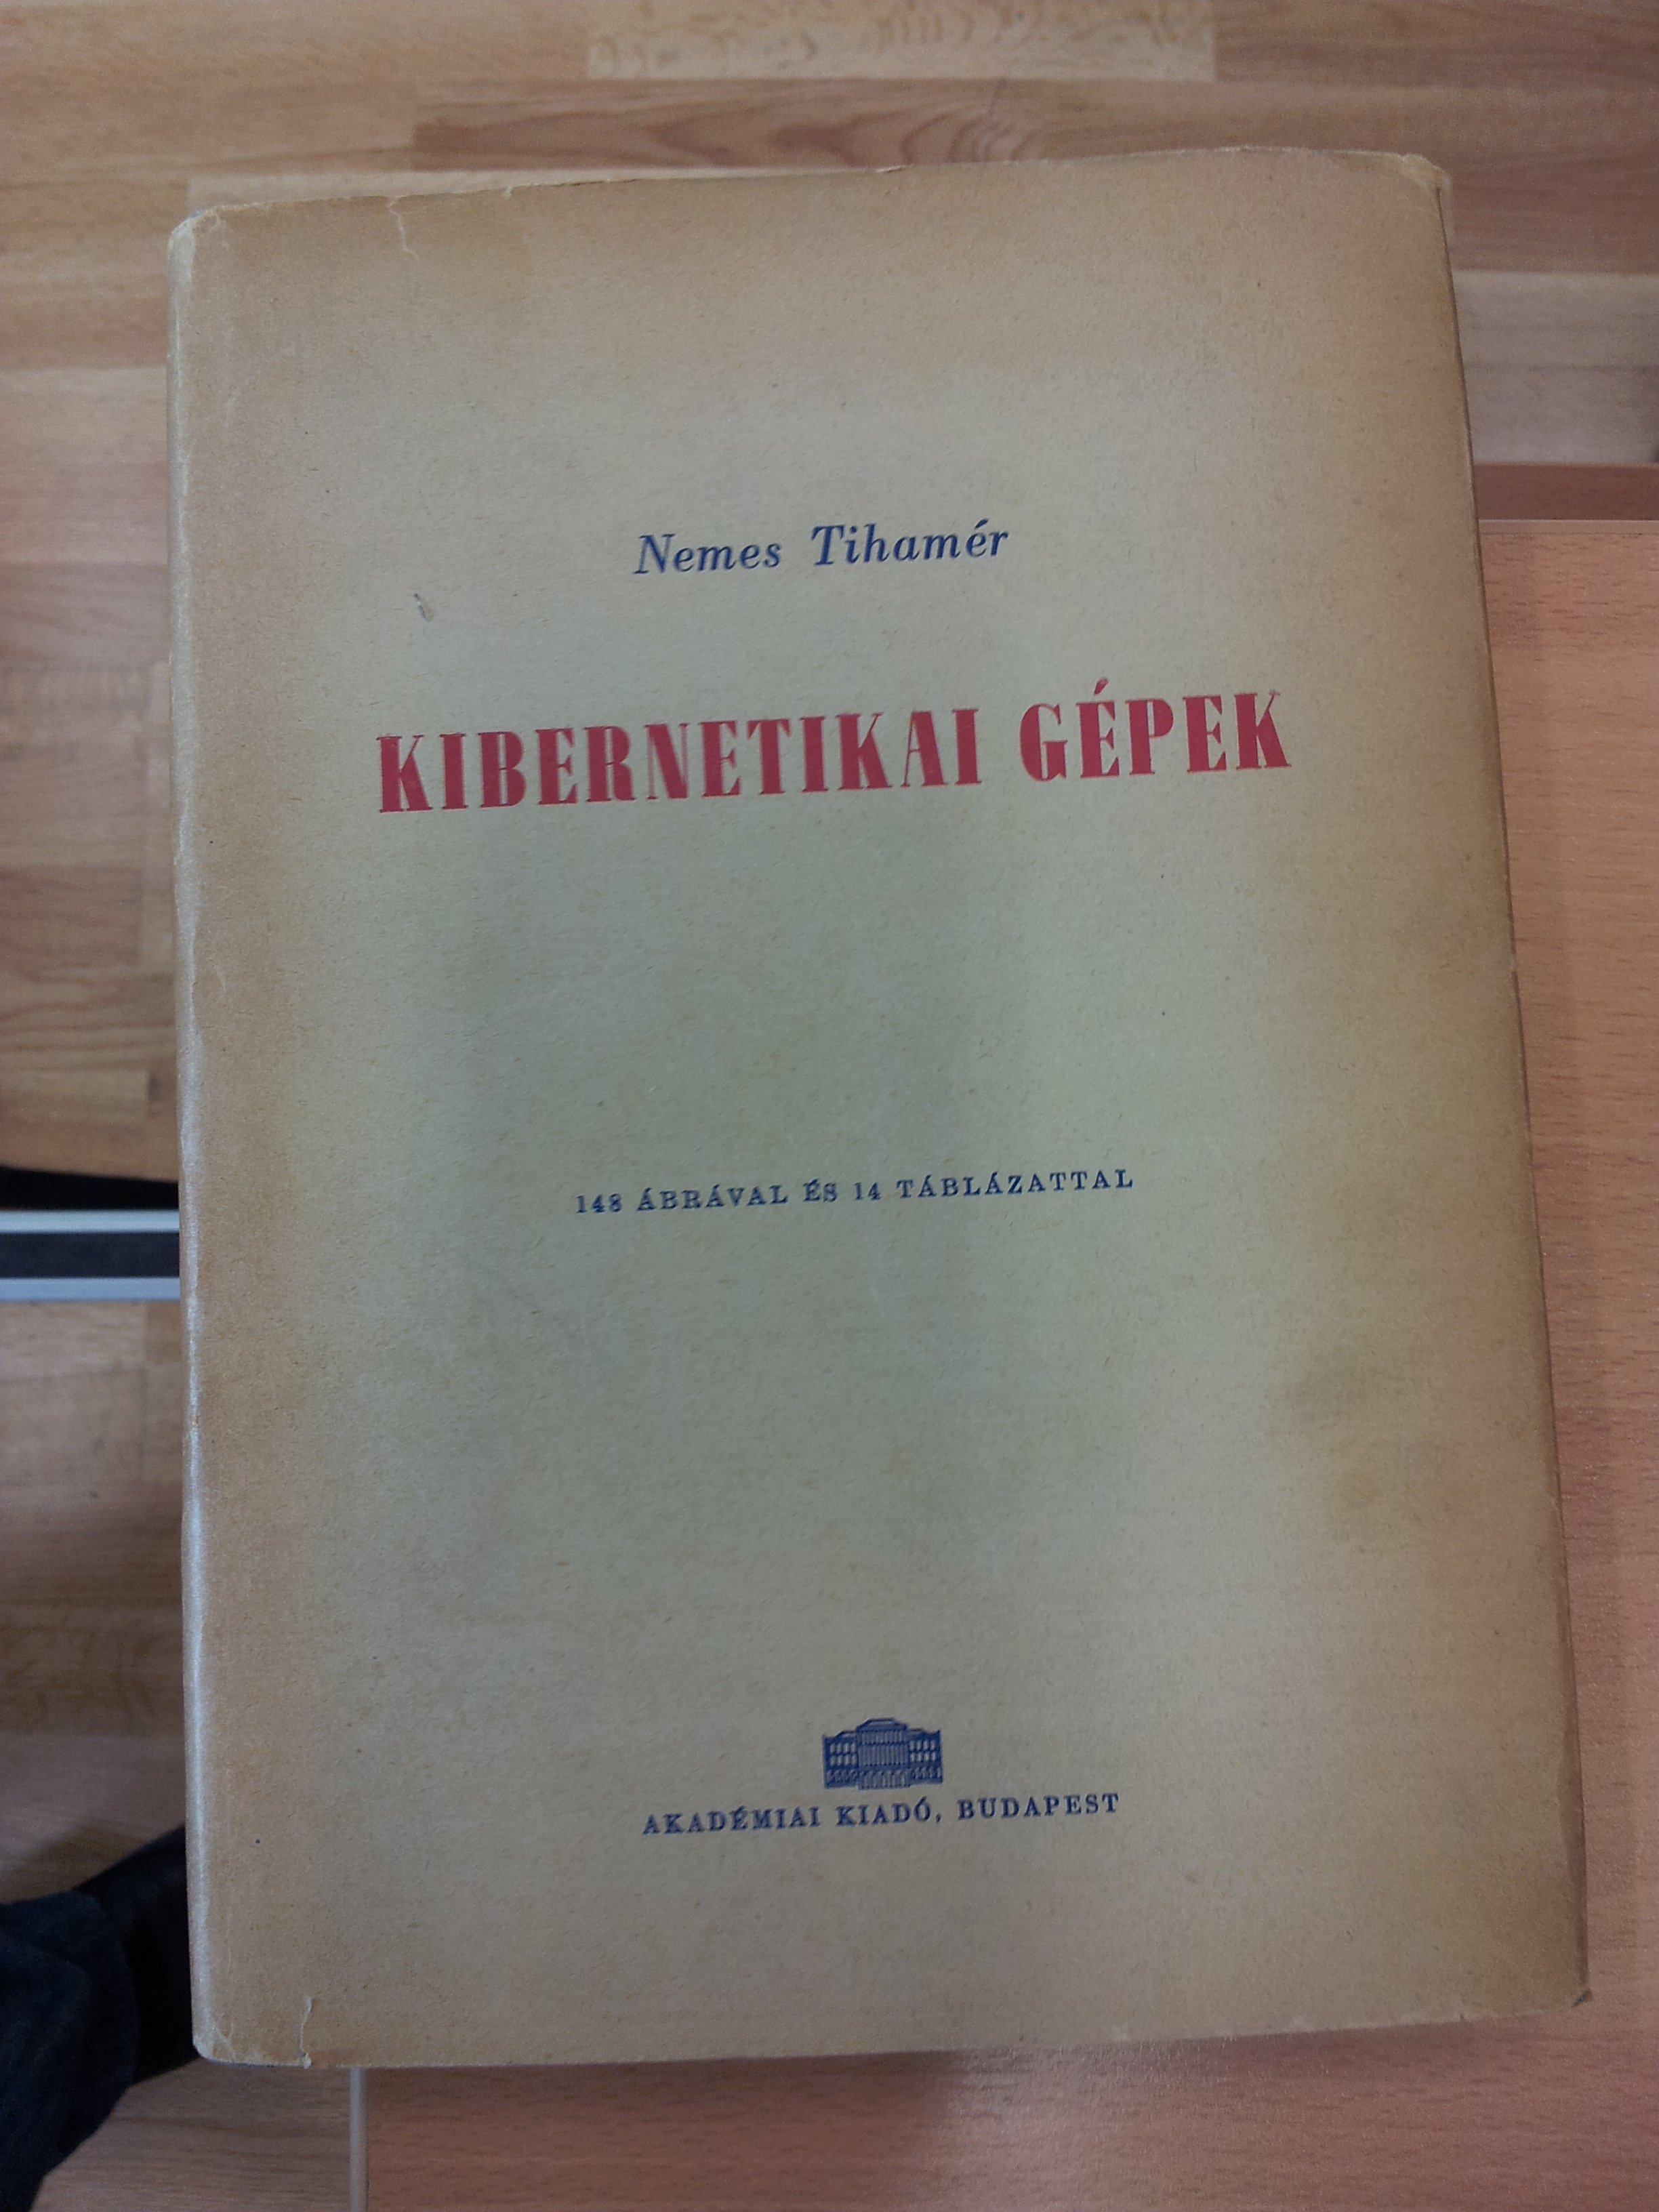 Nemes Tihamér
KIBERNETIKAI GÉPEK
148 ÁBRÁVAL ÉS 14 TÁBLÁZATTAL
AKADÉMIAI KIADÓ, BUDAPEST